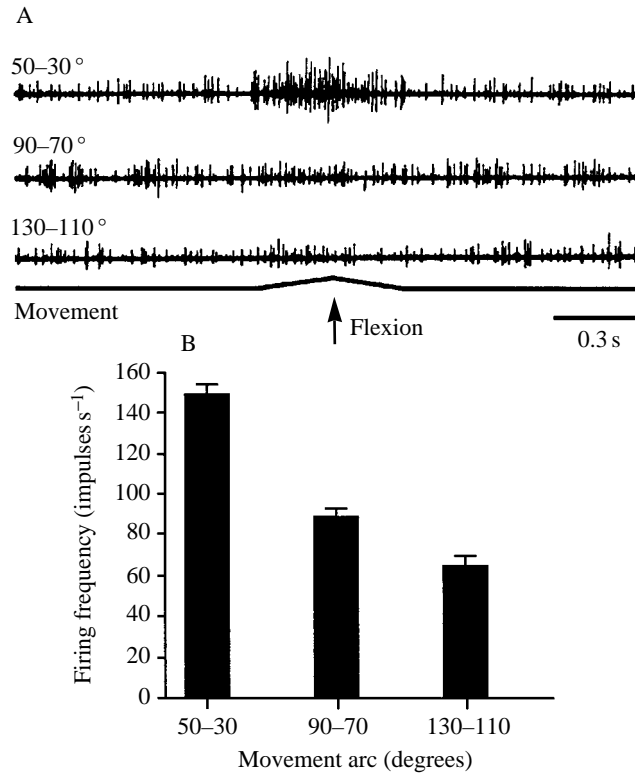 A
50–30°
90–70°
130–110°
Movement
Flexion
0.3 s
B
Firing frequency (impulses s⁻¹)
160
140
120
100
80
60
40
20
0
50–30
90–70
130–110
Movement arc (degrees)